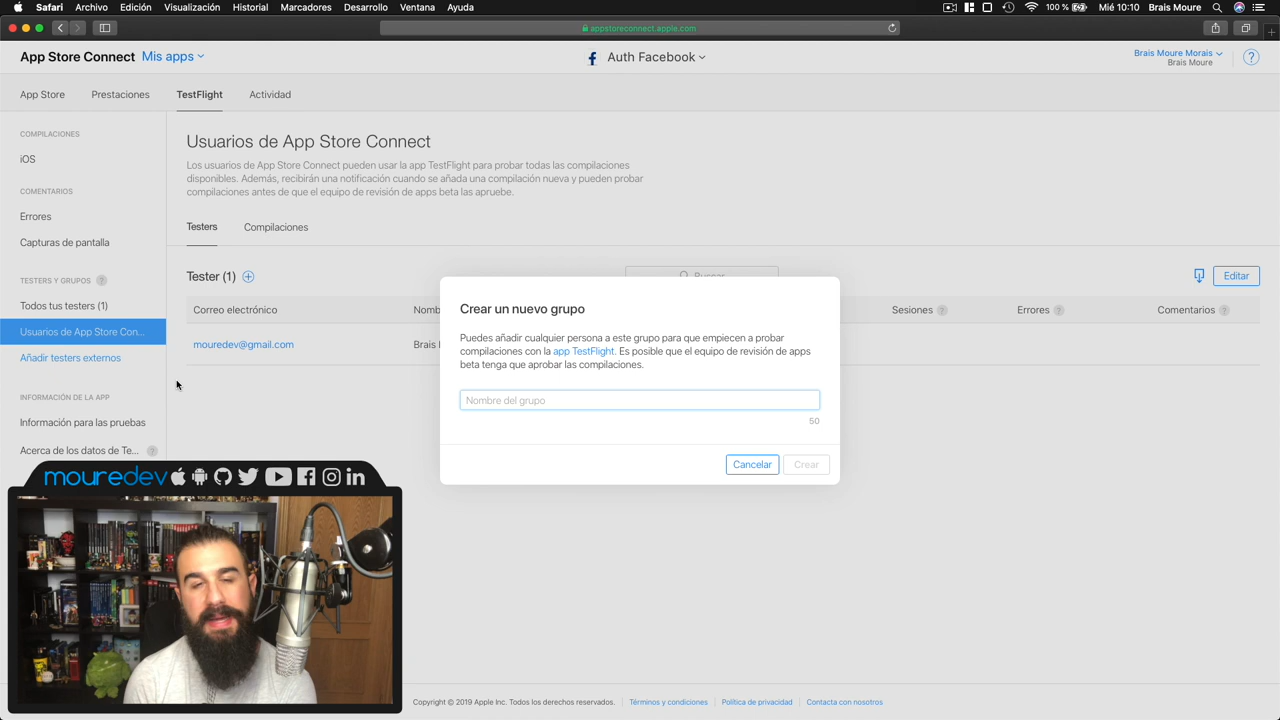 Safari Archivo Edición Visualización Historial Marcadores Desarrollo Ventana Ayuda
100 % Mié 18:10 Brais Moure
appstoreconnect.apple.com
App Store Connect Mis apps
Auth Facebook
Brais Moure Morais
Brais Moure
?
App Store Prestaciones TestFlight Actividad
COMPILACIONES
iOS
COMENTARIOS
Errores
Capturas de pantalla
TESTERS Y GRUPOS ?
Todos tus testers (1)
Usuarios de App Store Con...
Añadir testers externos
INFORMACIÓN DE LA APP
Información para las pruebas
Acerca de los datos de Te... ?
Usuarios de App Store Connect
Los usuarios de App Store Connect pueden usar la app TestFlight para probar todas las compilaciones
disponibles. Además, recibirán una notificación cuando se añada una compilación nueva y pueden probar
compilaciones antes de que el equipo de revisión de apps beta las apruebe.
Testers Compilaciones
Tester (1)
Buscar
Editar
Correo electrónico Nomb Sesiones ? Errores ? Comentarios ?
mouredev@gmail.com Brais
Crear un nuevo grupo
Puedes añadir cualquier persona a este grupo para que empiecen a probar
compilaciones con la app TestFlight. Es posible que el equipo de revisión de apps
beta tenga que aprobar las compilaciones.
Nombre del grupo
50
Cancelar Crear
mouredev
Copyright © 2019 Apple Inc. Todos los derechos reservados. Términos y condiciones Política de privacidad Contacta con nosotros